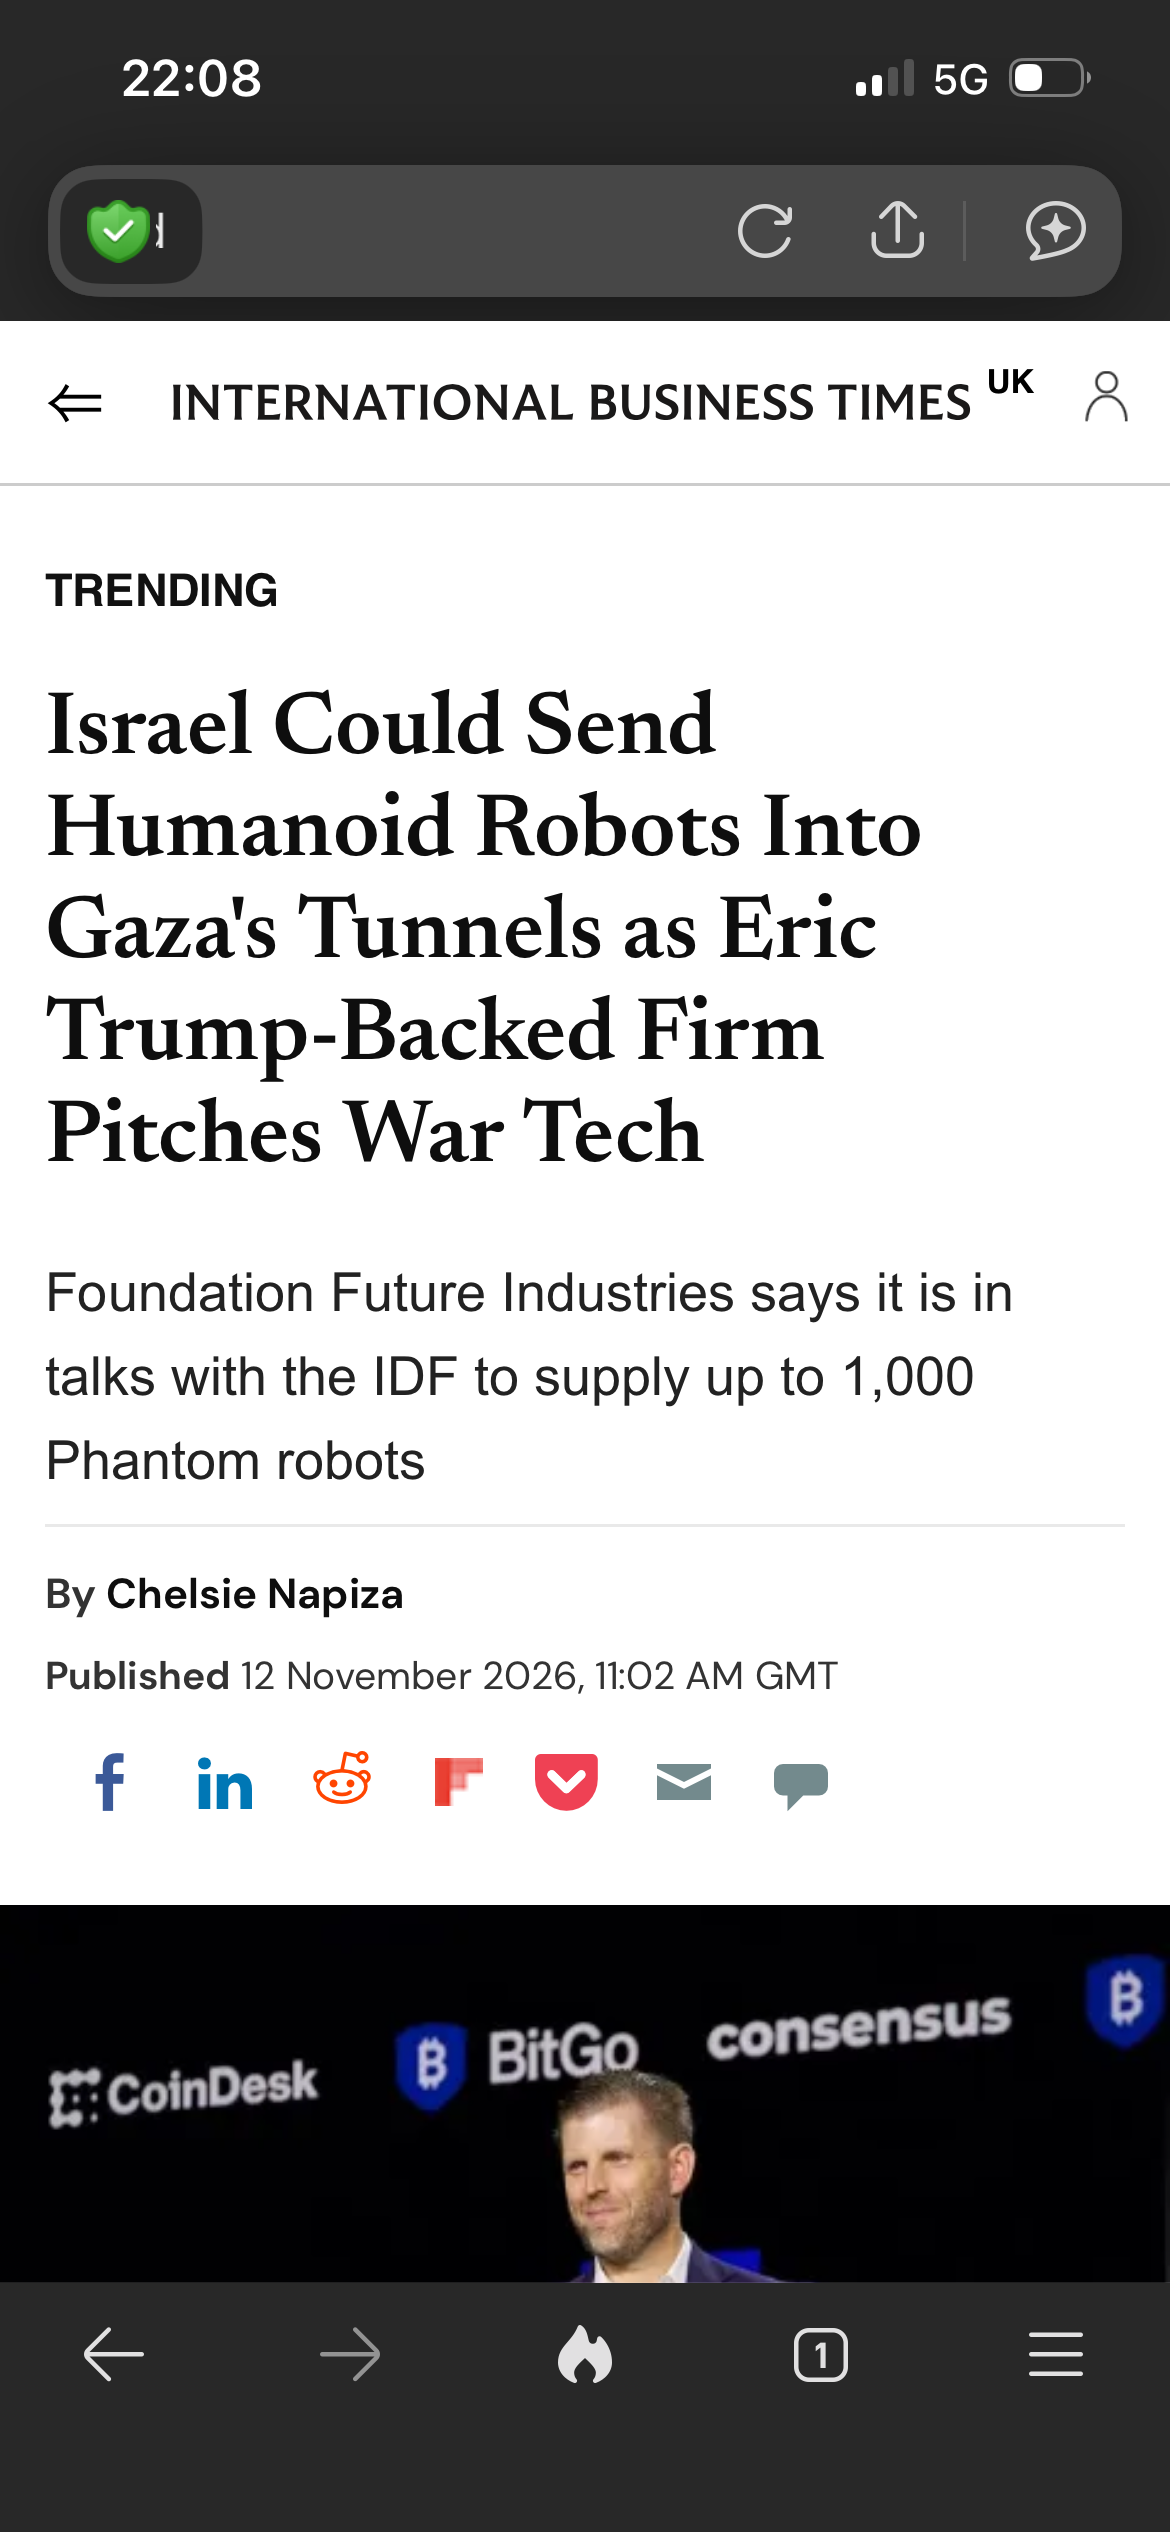 22:08
5G
INTERNATIONAL BUSINESS TIMES UK
TRENDING
Israel Could Send
Humanoid Robots Into
Gaza's Tunnels as Eric
Trump-Backed Firm
Pitches War Tech
Foundation Future Industries says it is in
talks with the IDF to supply up to 1,000
Phantom robots
By Chelsie Napiza
Published 12 November 2026, 11:02 AM GMT
CoinDesk
BitGo
consensus
1